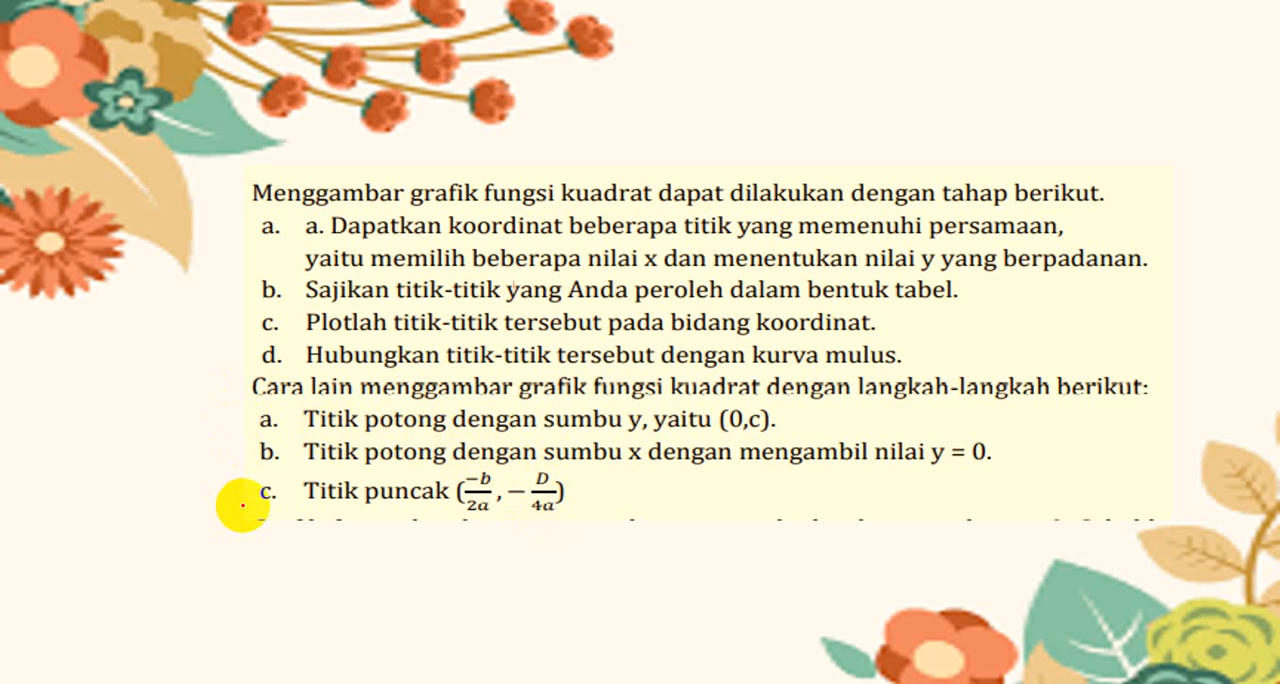 Menggambar grafik fungsi kuadrat dapat dilakukan dengan tahap berikut.
a. a. Dapatkan koordinat beberapa titik yang memenuhi persamaan,
yaitu memilih beberapa nilai x dan menentukan nilai y yang berpadanan.
b. Sajikan titik-titik yang Anda peroleh dalam bentuk tabel.
c. Plotlah titik-titik tersebut pada bidang koordinat.
d. Hubungkan titik-titik tersebut dengan kurva mulus.
Cara lain menggambar grafik fungsi kuadrat dengan langkah-langkah berikut:
a. Titik potong dengan sumbu y, yaitu (0,c).
b. Titik potong dengan sumbu x dengan mengambil nilai y = 0.
c. Titik puncak (\frac{-b}{2a}, -\frac{D}{4a})